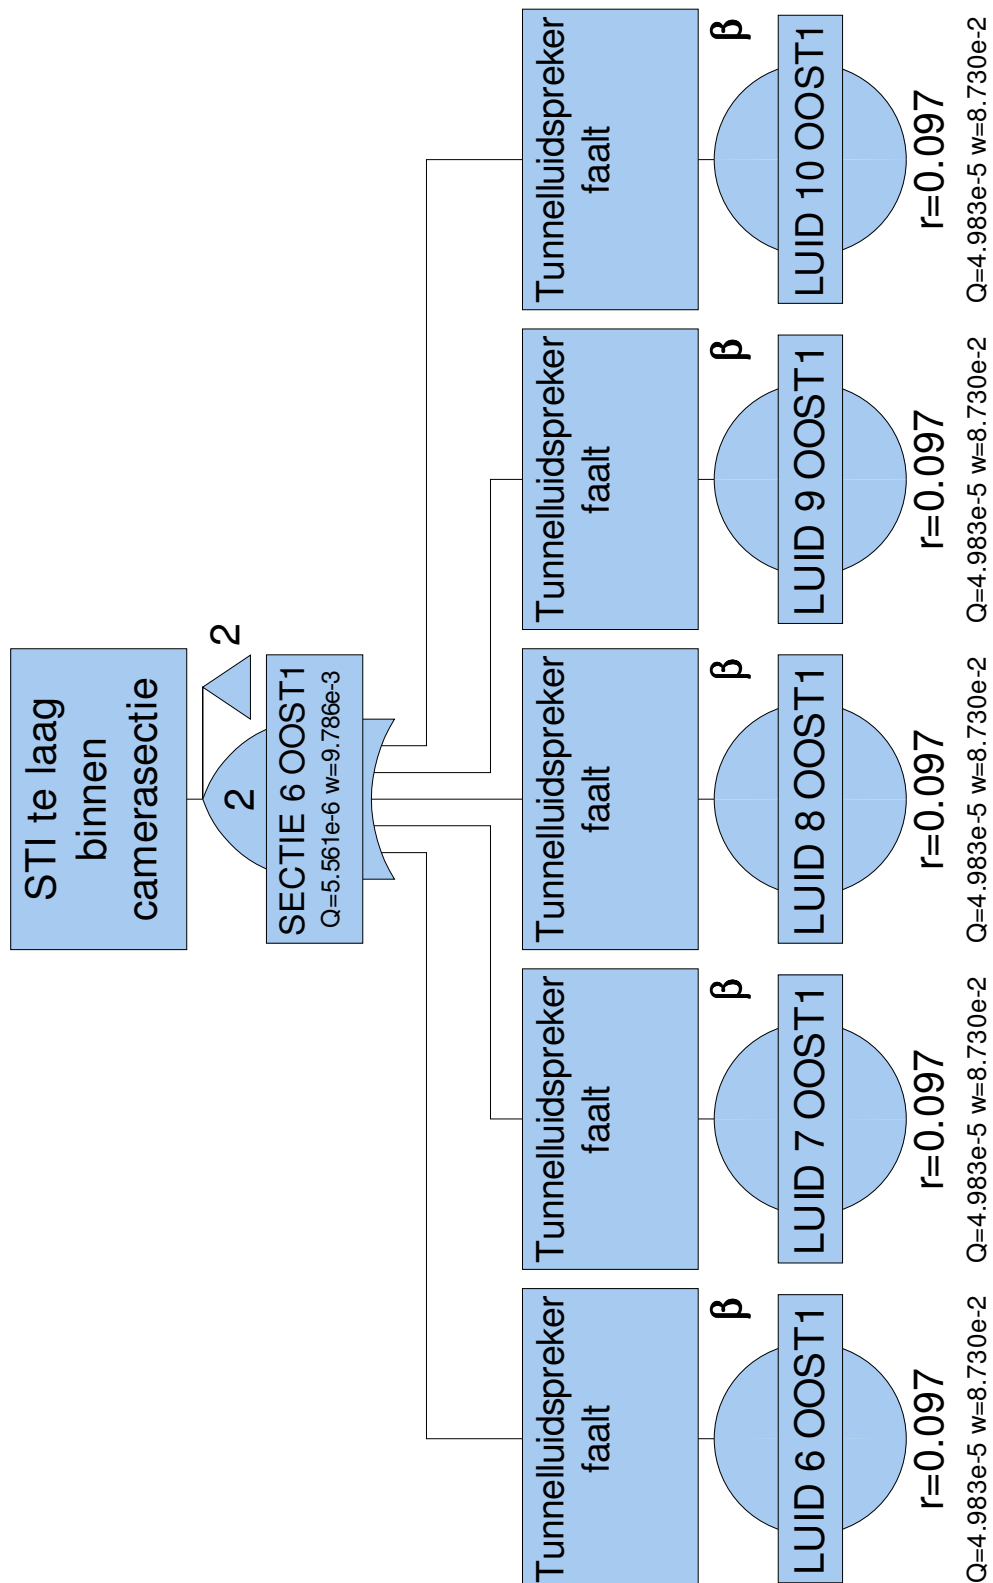 STI te laag
binnen
camerasectie
2
2
SECTIE 6 OOST1
Q=5.561e-6 w=9.786e-3
Tunnelluidspreker
faalt
β
LUID 6 OOST1
r=0.097
Q=4.983e-5 w=8.730e-2
Tunnelluidspreker
faalt
β
LUID 7 OOST1
r=0.097
Q=4.983e-5 w=8.730e-2
Tunnelluidspreker
faalt
β
LUID 8 OOST1
r=0.097
Q=4.983e-5 w=8.730e-2
Tunnelluidspreker
faalt
β
LUID 9 OOST1
r=0.097
Q=4.983e-5 w=8.730e-2
Tunnelluidspreker
faalt
β
LUID 10 OOST1
r=0.097
Q=4.983e-5 w=8.730e-2